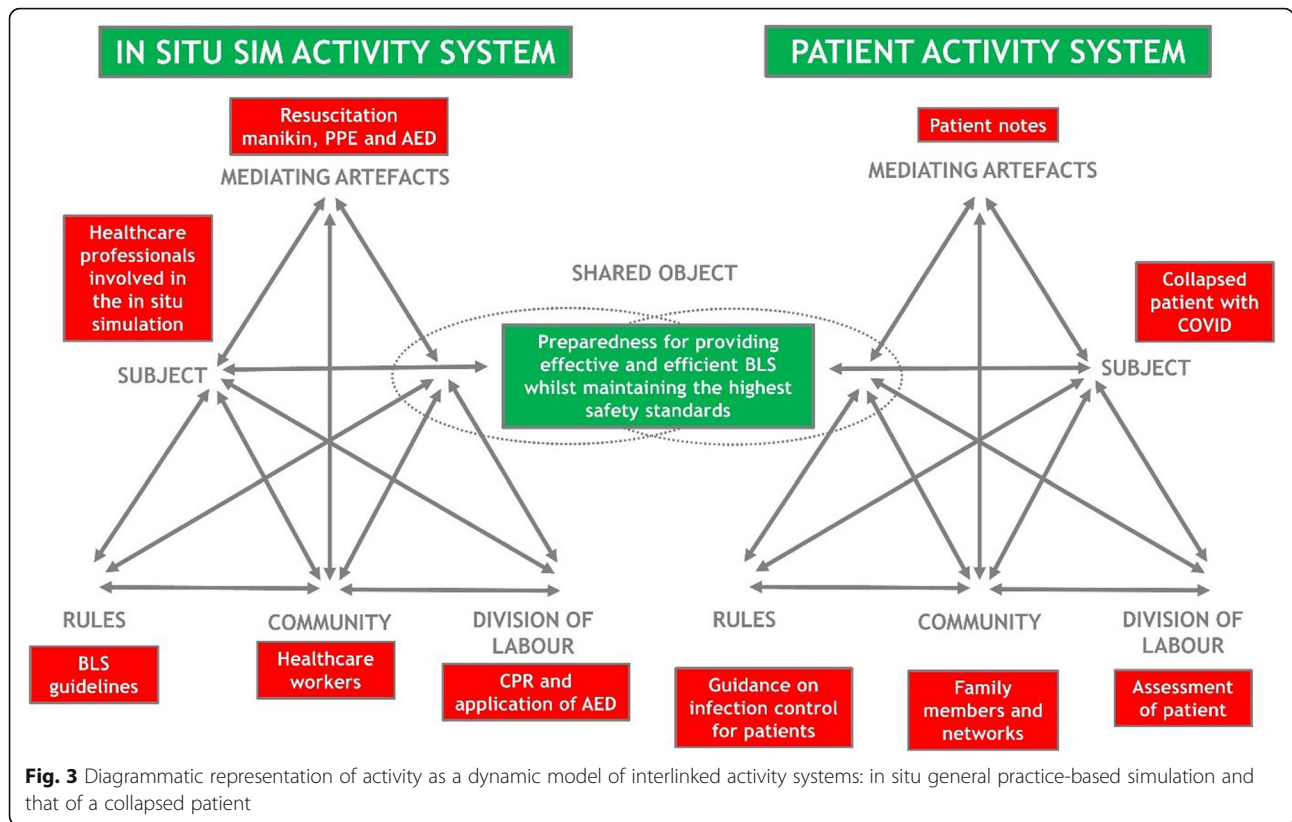 IN SITU SIM ACTIVITY SYSTEM
Resuscitation
manikin, PPE and AED
MEDIATING ARTEFACTS
Healthcare
professionals
involved in
the in situ
simulation
SUBJECT
RULES
BLS
guidelines
COMMUNITY
Healthcare
workers
DIVISION OF
LABOUR
CPR and
application of AED
SHARED OBJECT
Preparedness for providing
effective and efficient BLS
whilst maintaining the highest
safety standards
PATIENT ACTIVITY SYSTEM
Patient notes
MEDIATING ARTEFACTS
Collapsed
patient with
COVID
SUBJECT
RULES
Guidance on
infection control
for patients
COMMUNITY
Family
members and
networks
DIVISION OF
LABOUR
Assessment
of patient
Fig. 3 Diagrammatic representation of activity as a dynamic model of interlinked activity systems: in situ general practice-based simulation and
that of a collapsed patient